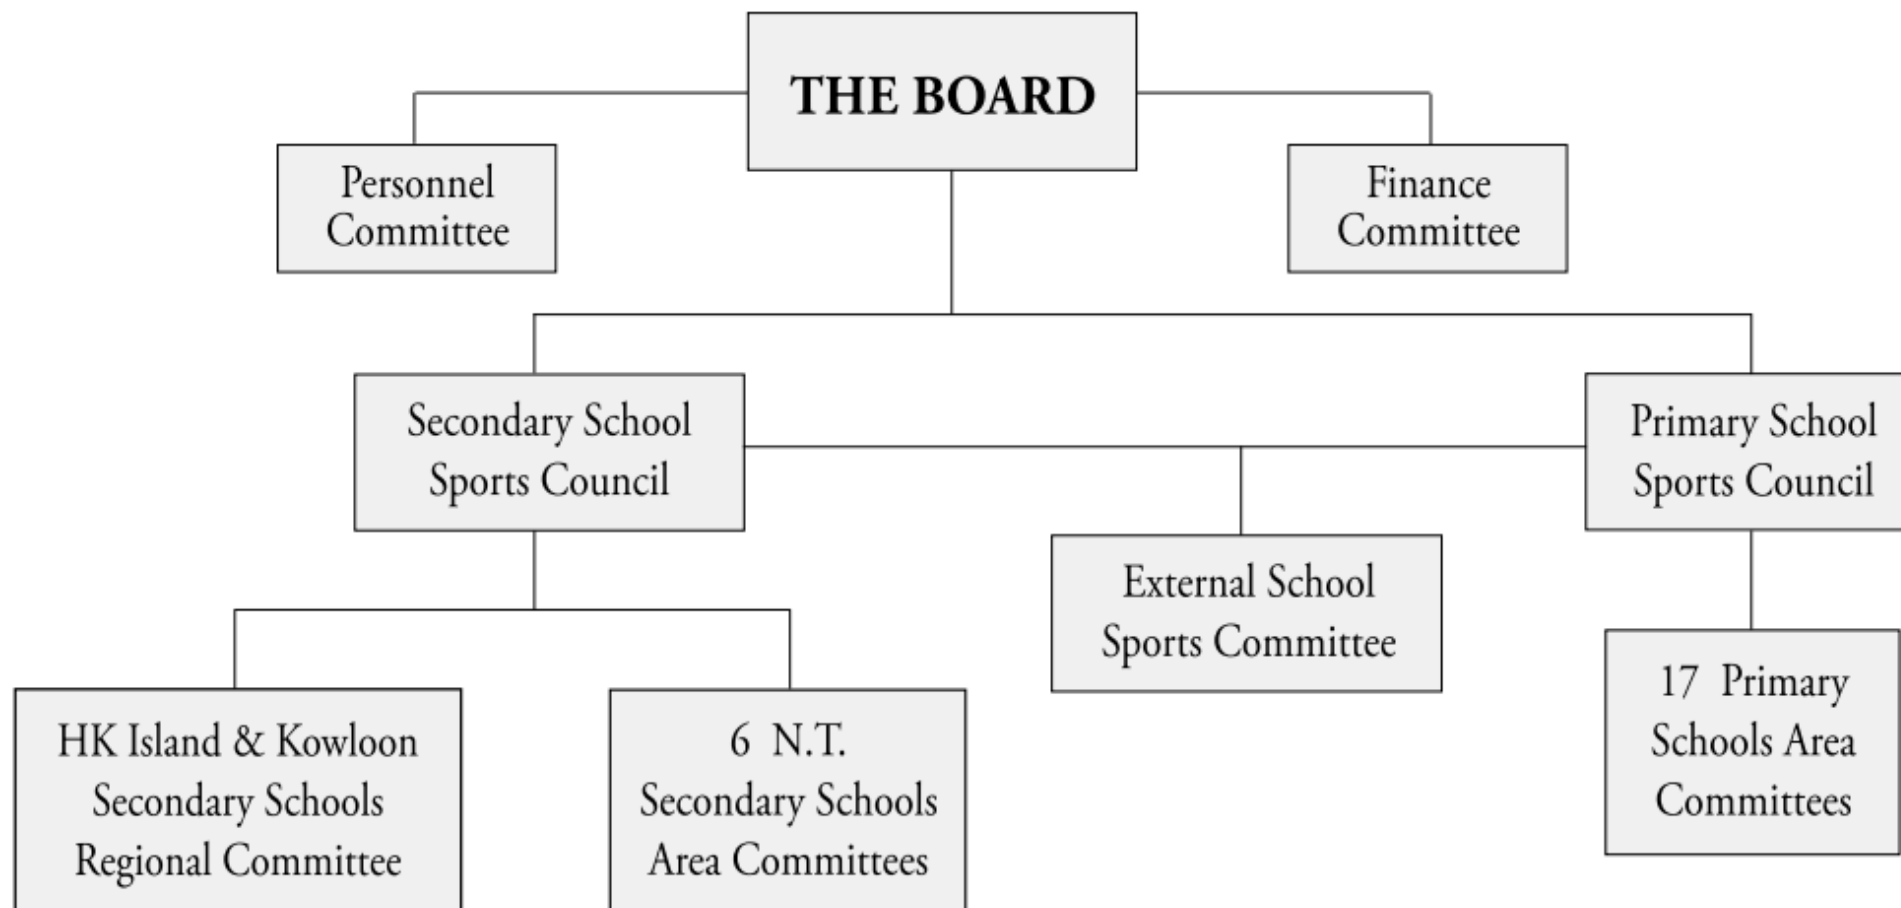 THE BOARD
Personnel
Committee
Finance
Committee
Secondary School
Sports Council
Primary School
Sports Council
External School
Sports Committee
HK Island & Kowloon
Secondary Schools
Regional Committee
6 N.T.
Secondary Schools
Area Committees
17 Primary
Schools Area
Committees